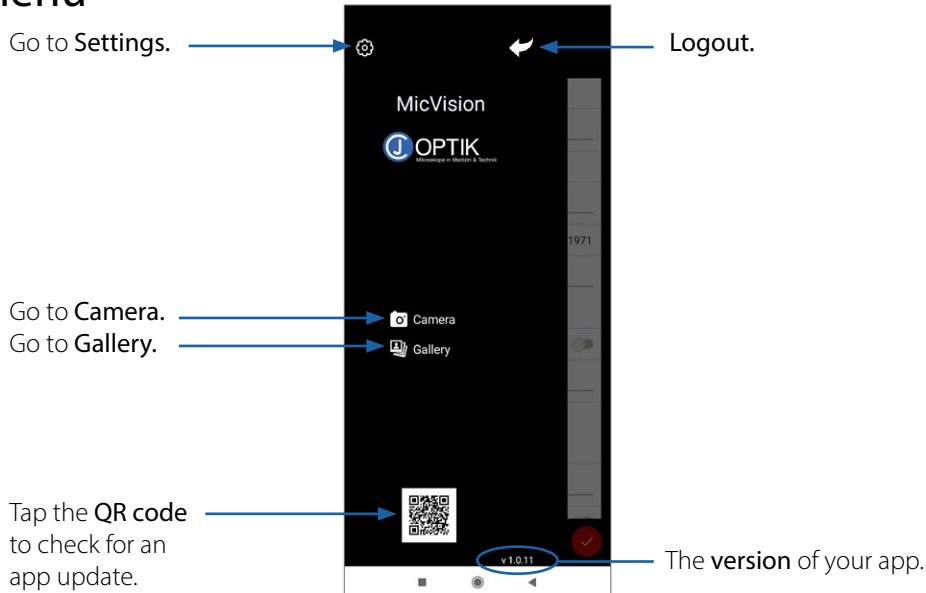 Go to Settings.
Logout.
MicVision
J OPTIK
Mikroskope in Medizin & Technik
1971
Go to Camera.
Camera
Go to Gallery.
Gallery
Tap the QR code
to check for an
app update.
v 1.0.11
The version of your app.